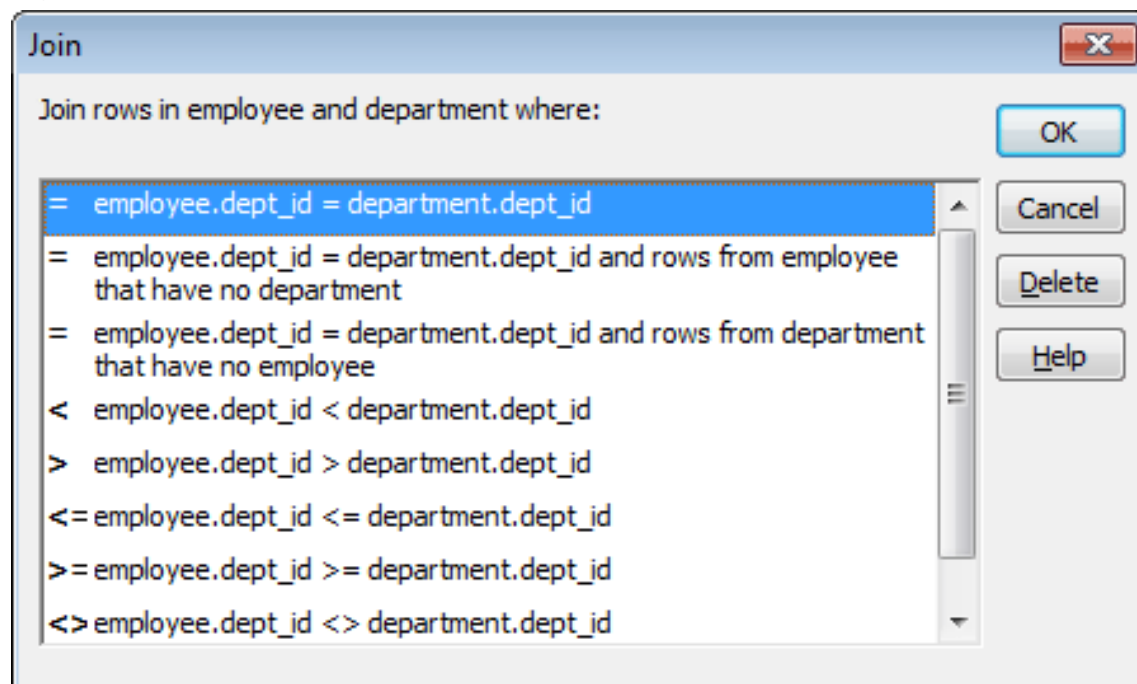 Join
Join rows in employee and department where:
OK
= employee.dept_id = department.dept_id
Cancel
= employee.dept_id = department.dept_id and rows from employee
that have no department
Delete
= employee.dept_id = department.dept_id and rows from department
that have no employee
Help
< employee.dept_id < department.dept_id
> employee.dept_id > department.dept_id
<= employee.dept_id <= department.dept_id
>= employee.dept_id >= department.dept_id
<> employee.dept_id <> department.dept_id